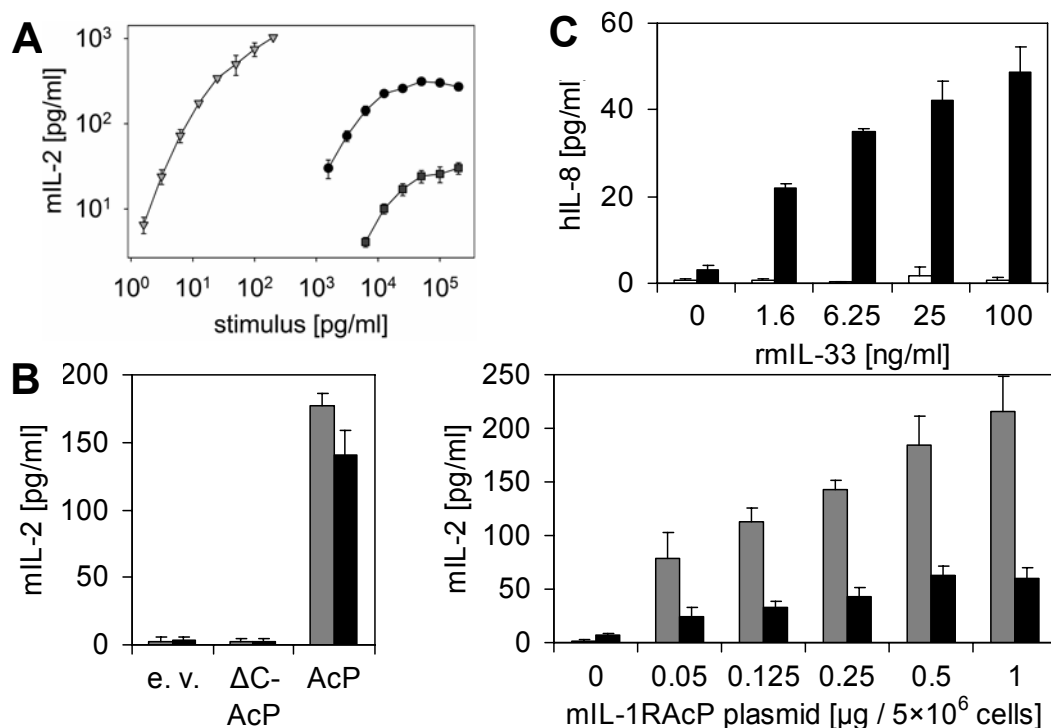 A
mIL-2 [pg/ml]
10³
10²
10¹
10⁰ 10¹ 10² 10³ 10⁴ 10⁵
stimulus [pg/ml]
C
hIL-8 [pg/ml]
60
40
20
0
0 1.6 6.25 25 100
rmIL-33 [ng/ml]
B
mIL-2 [pg/ml]
200
150
100
50
0
e. v. ΔC- AcP
AcP
mIL-2 [pg/ml]
250
200
150
100
50
0
0 0.05 0.125 0.25 0.5 1
mIL-1RAcP plasmid [µg / 5×10⁶ cells]